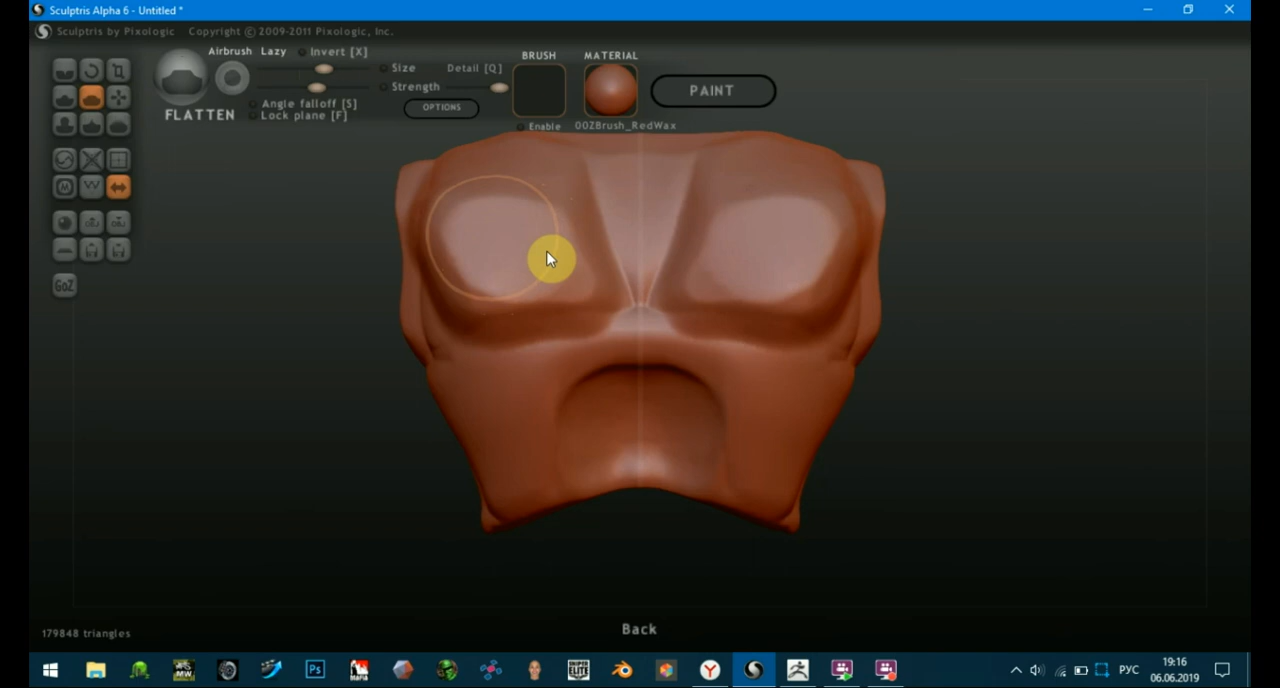 Sculptris Alpha 6 - Untitled *
Sculptris by Pixologic Copyright © 2009-2011 Pixologic, Inc.
Airbrush Lazy Invert [X]
BRUSH MATERIAL
Size Detail [Q]
Strength
PAINT
FLATTEN
Angle falloff [S]
OPTIONS
Lock plane [F]
Enable 00ZBrush_RedWax
GoZ
Back
179848 triangles
Ps
РУС
19:16
06.06.2019